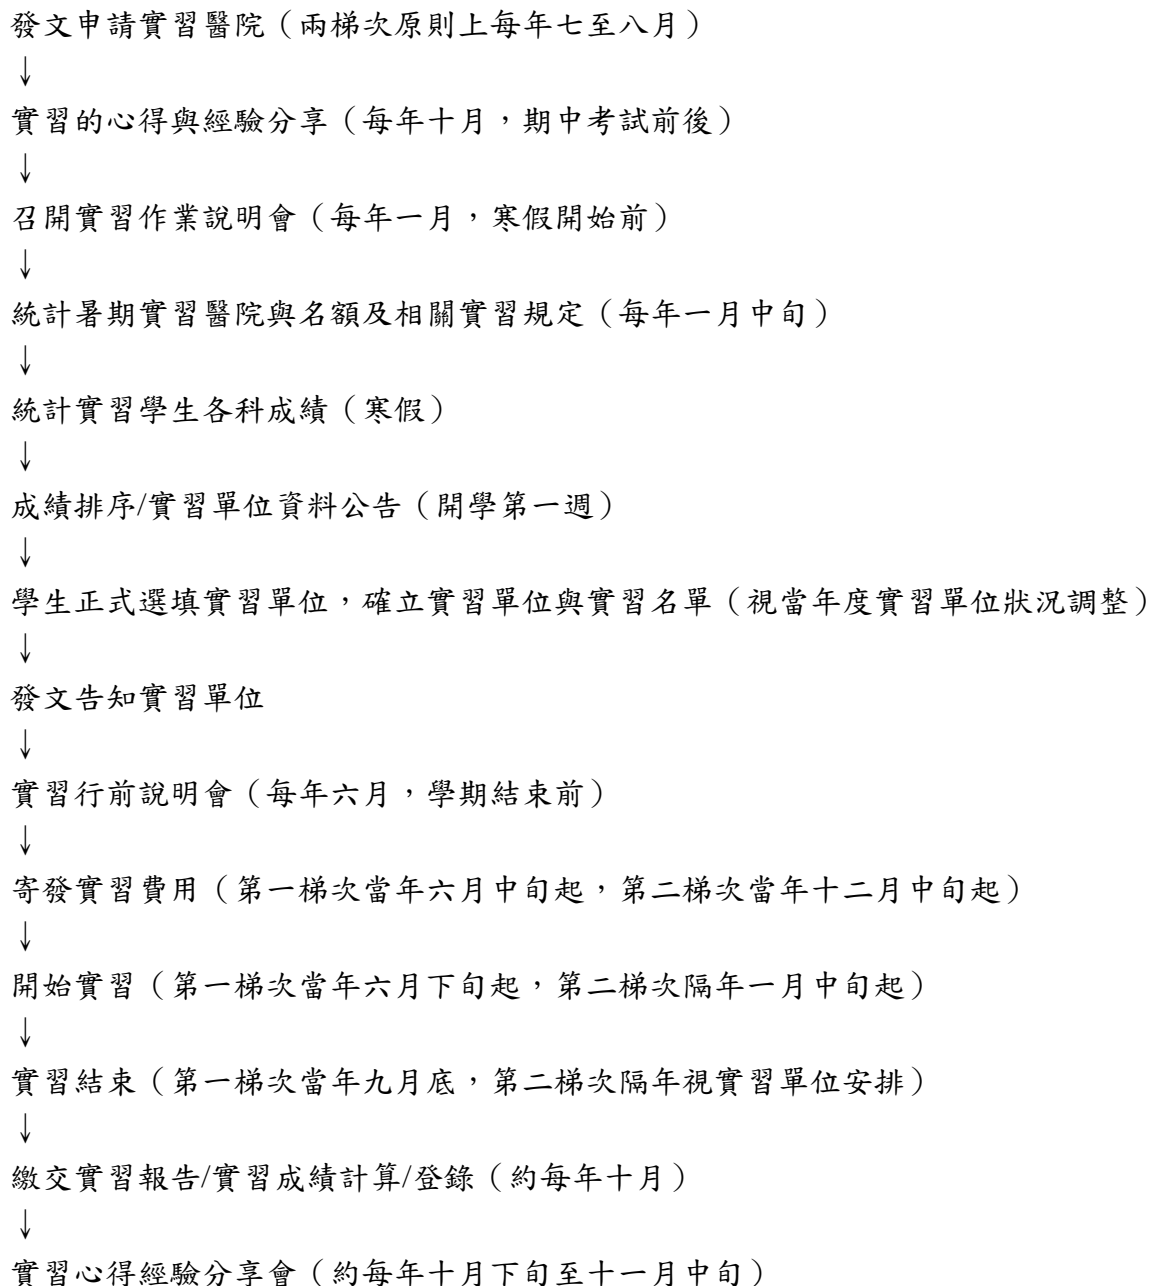 發文申請實習醫院（兩梯次原則上每年七至八月）
↓
實習的心得與經驗分享（每年十月，期中考試前後）
↓
召開實習作業說明會（每年一月，寒假開始前）
↓
統計暑期實習醫院與名額及相關實習規定（每年一月中旬）
↓
統計實習學生各科成績（寒假）
↓
成績排序/實習單位資料公告（開學第一週）
↓
學生正式選填實習單位，確立實習單位與實習名單（視當年度實習單位狀況調整）
↓
發文告知實習單位
↓
實習行前說明會（每年六月，學期結束前）
↓
寄發實習費用（第一梯次當年六月中旬起，第二梯次當年十二月中旬起）
↓
開始實習（第一梯次當年六月下旬起，第二梯次隔年一月中旬起）
↓
實習結束（第一梯次當年九月底，第二梯次隔年視實習單位安排）
↓
繳交實習報告/實習成績計算/登錄（約每年十月）
↓
實習心得經驗分享會（約每年十月下旬至十一月中旬）